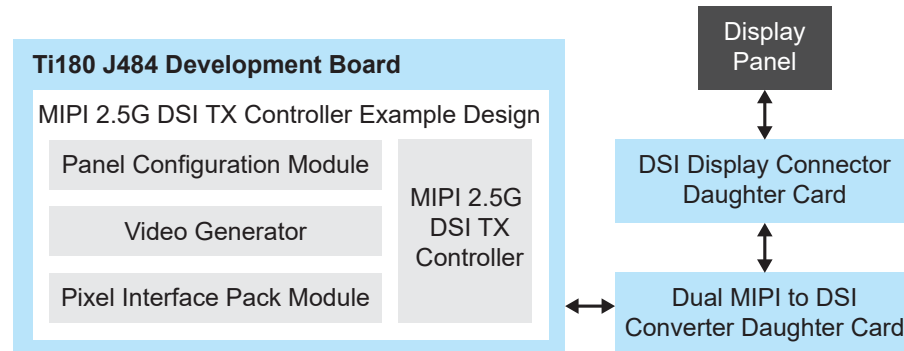 Ti180 J484 Development Board
MIPI 2.5G DSI TX Controller Example Design
Panel Configuration Module
Video Generator
Pixel Interface Pack Module
MIPI 2.5G
DSI TX
Controller
Display
Panel
DSI Display Connector
Daughter Card
Dual MIPI to DSI
Converter Daughter Card